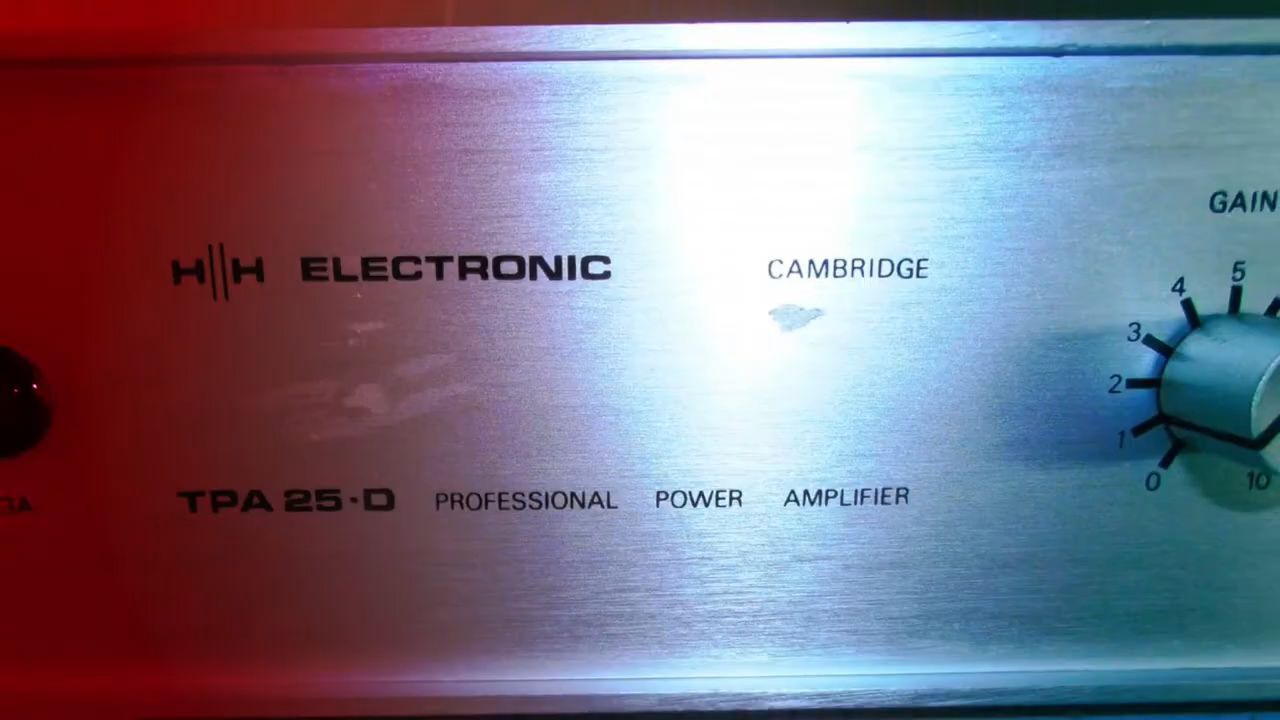 H||H ELECTRONIC CAMBRIDGE
GAIN
5
4
3
2
1
0 10
TPA 25·D PROFESSIONAL POWER AMPLIFIER